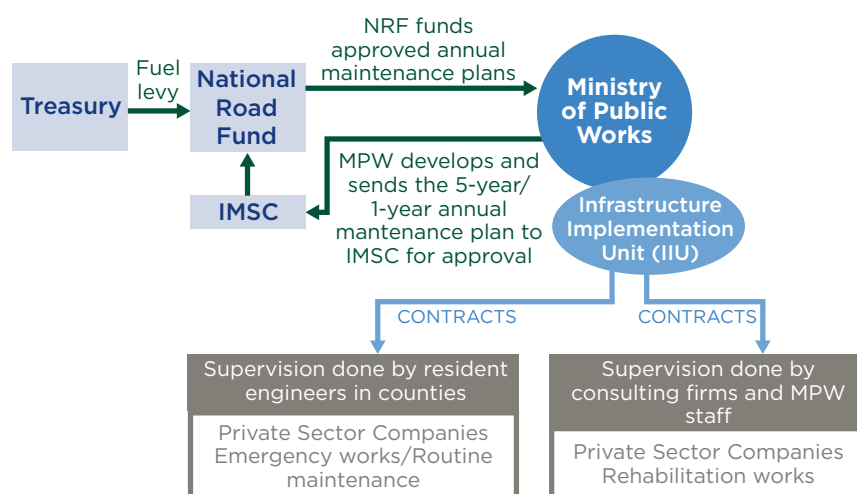 NRF funds
approved annual
maintenance plans
Fuel
levy
Treasury
National
Road
Fund
Ministry
of Public
Works
MPW develops and
sends the 5-year/
1-year annual
mantenance plan to
IMSC for approval
IMSC
Infrastructure
Implementation
Unit (IIU)
CONTRACTS
CONTRACTS
Supervision done by resident
engineers in counties
Private Sector Companies
Emergency works/Routine
maintenance
Supervision done by
consulting firms and MPW
staff
Private Sector Companies
Rehabilitation works